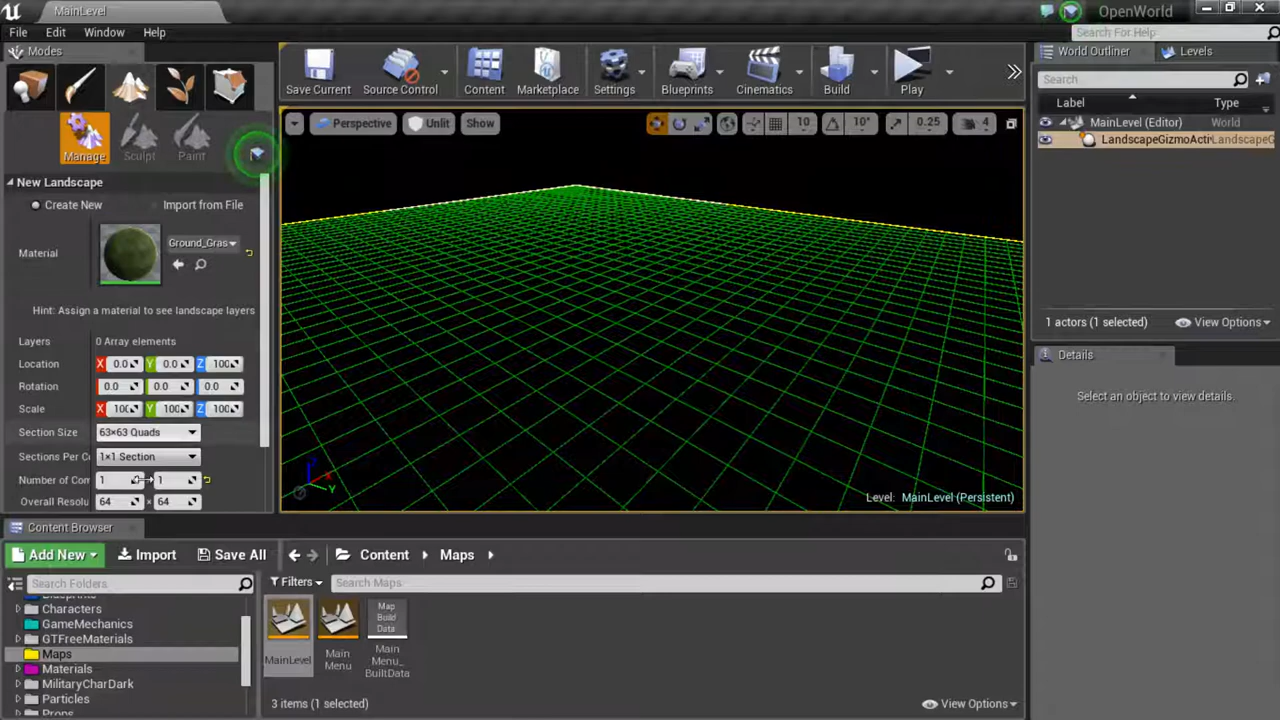 MainLevel
OpenWorld
File Edit Window Help
Search For Help
Modes
Save Current
Source Control
Content
Marketplace
Settings
Blueprints
Cinematics
Build
Play
World Outliner
Levels
Search...
Label
Type
MainLevel (Editor)
World
LandscapeGizmoActi
LandscapeG
1 actors (1 selected)
View Options
Details
Select an object to view details.
Manage
Sculpt
Paint
New Landscape
Create New
Import from File
Material
Ground_Gras
Hint: Assign a material to see landscape layers
Layers
0 Array elements
Location X 0.0 Y 0.0 Z 100
Rotation 0.0 0.0 0.0
Scale X 100 Y 100 Z 100
Section Size
63×63 Quads
Sections Per Co
1×1 Section
Number of Com 1 1
Overall Resolu 64 × 64
Perspective
Unlit
Show
10
10°
0.25
4
Z
X
Y
Level: MainLevel (Persistent)
Content Browser
Add New
Import
Save All
Content
Maps
Search Folders
Filters
Search Maps
Characters
GameMechanics
GTFreeMaterials
Maps
Materials
MilitaryCharDark
Particles
Props
MainLevel
Main
Menu
Map
Build
Data
Main
Menu_
BuiltData
3 items (1 selected)
View Options